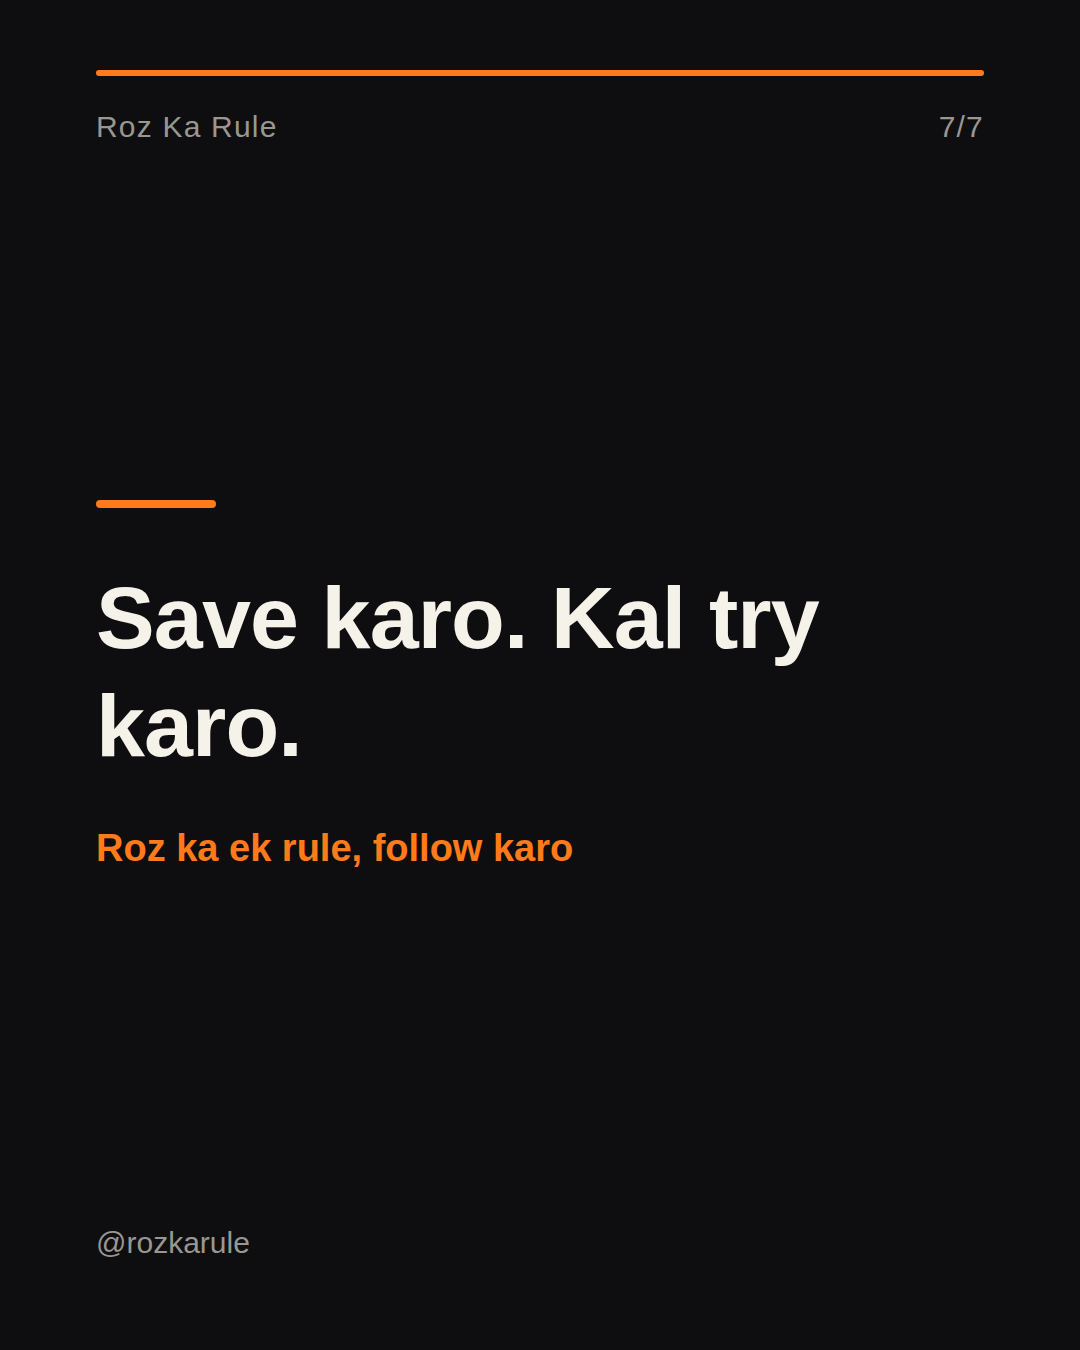 Roz Ka Rule
7/7
Save karo. Kal try
karo.
Roz ka ek rule, follow karo
@rozkarule